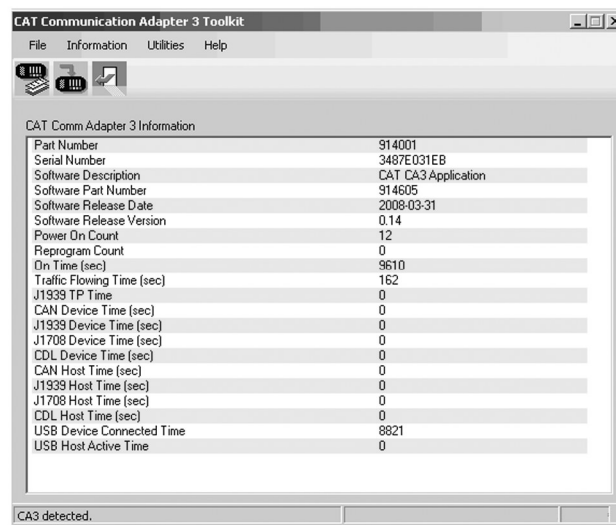 CAT Communication Adapter 3 Toolkit
File Information Utilities Help
CAT Comm Adapter 3 Information
Part Number 914001
Serial Number 3487E031EB
Software Description CAT CA3 Application
Software Part Number 914605
Software Release Date 2008-03-31
Software Release Version 0.14
Power On Count 12
Reprogram Count 0
On Time (sec) 9610
Traffic Flowing Time (sec) 162
J1939 TP Time 0
CAN Device Time (sec) 0
J1939 Device Time (sec) 0
J1708 Device Time (sec) 0
CDL Device Time (sec) 0
CAN Host Time (sec) 0
J1939 Host Time (sec) 0
J1708 Host Time (sec) 0
CDL Host Time (sec) 0
USB Device Connected Time 8821
USB Host Active Time 0
CA3 detected.